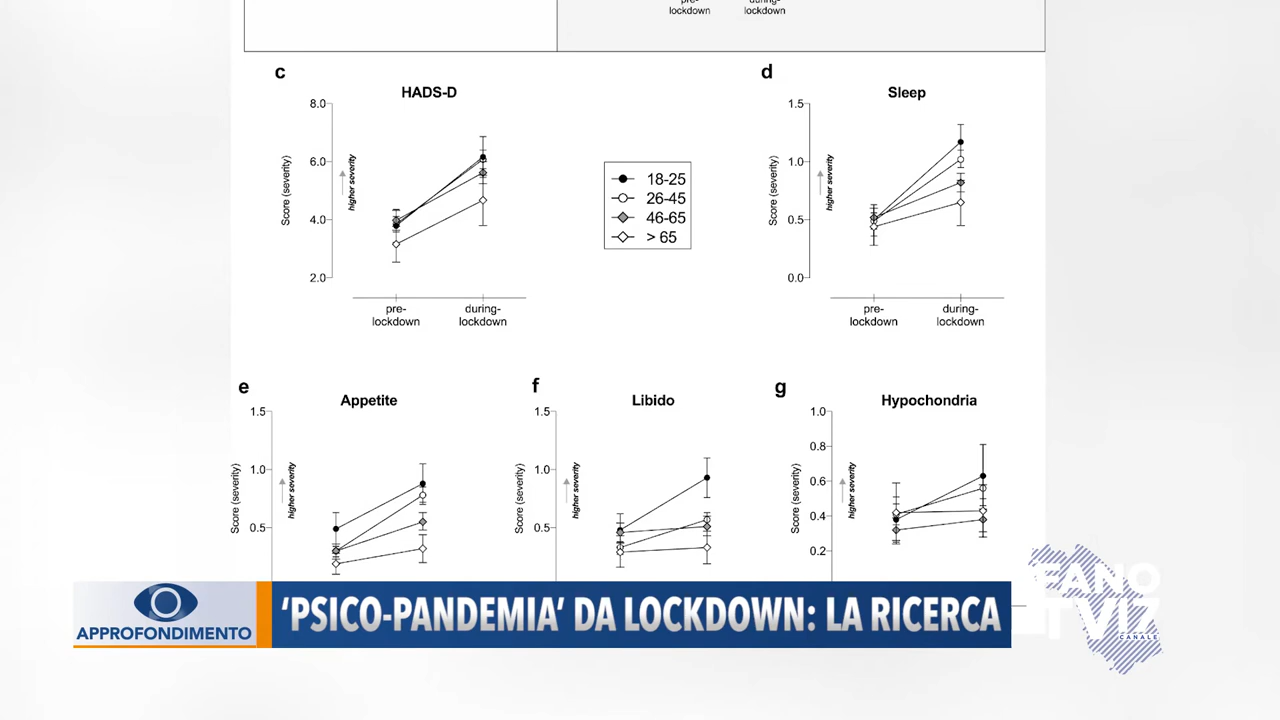 lockdown
lockdown
c
HADS-D
8.0
6.0
4.0
2.0
Score (severity)
higher severity
pre-
lockdown
during-
lockdown
18-25
26-45
46-65
> 65
d
Sleep
1.5
1.0
0.5
0.0
Score (severity)
higher severity
pre-
lockdown
during-
lockdown
e
Appetite
1.5
1.0
0.5
Score (severity)
higher severity
f
Libido
1.5
1.0
0.5
Score (severity)
higher severity
g
Hypochondria
1.0
0.8
0.6
0.4
0.2
Score (severity)
higher severity
APPROFONDIMENTO
‘PSICO-PANDEMIA’ DA LOCKDOWN: LA RICERCA
CANALE